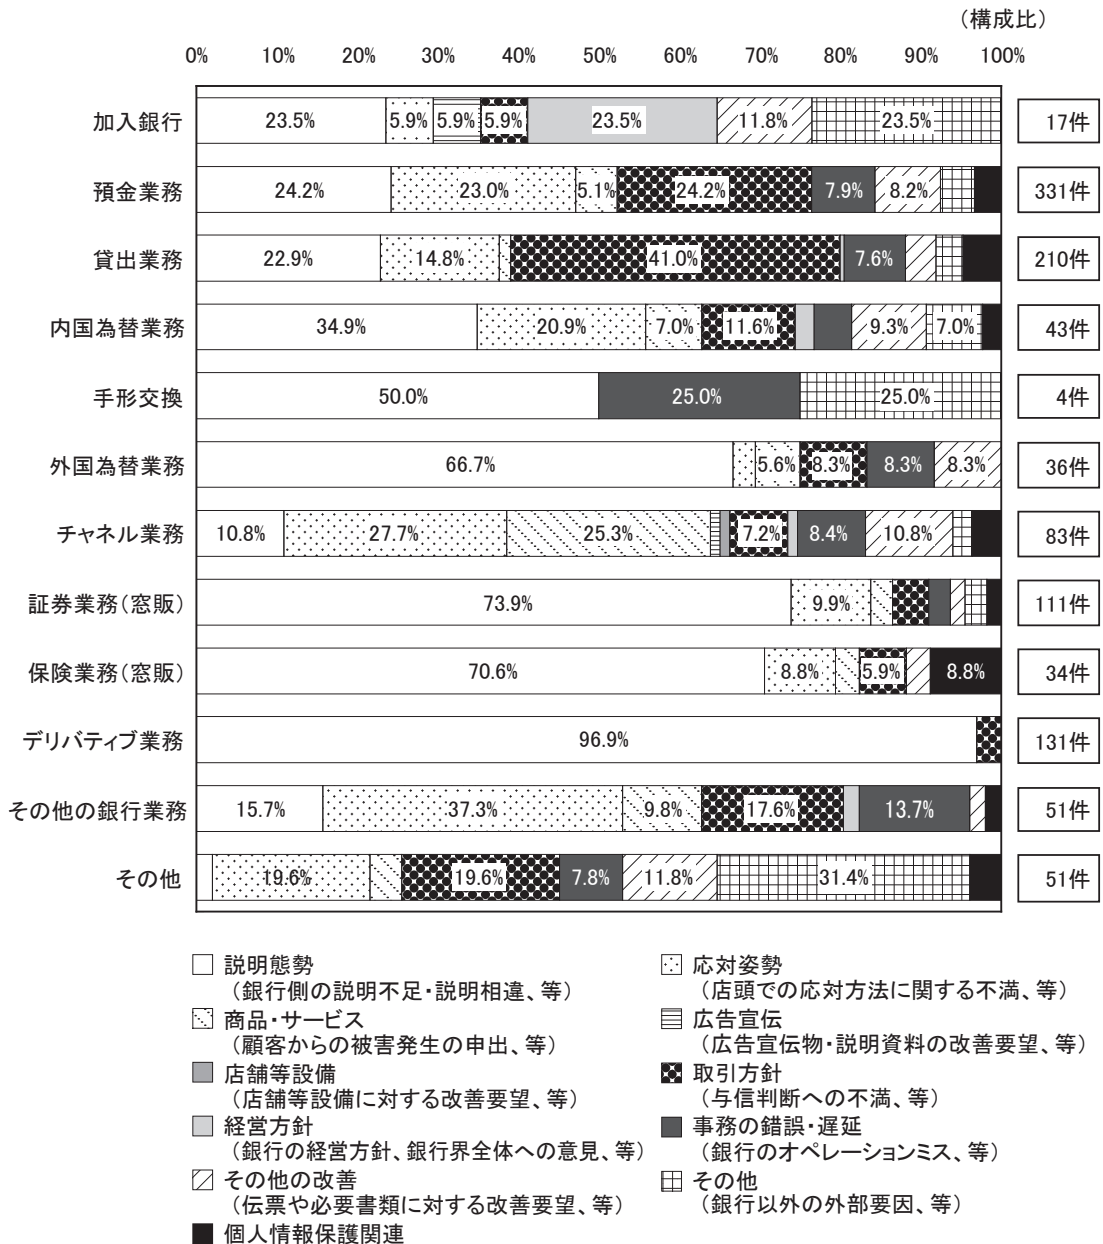 （構成比）
0% 10% 20% 30% 40% 50% 60% 70% 80% 90% 100%
加入銀行 23.5% 5.9% 5.9% 5.9% 23.5% 11.8% 23.5% 17件
預金業務 24.2% 23.0% 5.1% 24.2% 7.9% 8.2% 331件
貸出業務 22.9% 14.8% 41.0% 7.6% 210件
内国為替業務 34.9% 20.9% 7.0% 11.6% 9.3% 7.0% 43件
手形交換 50.0% 25.0% 25.0% 4件
外国為替業務 66.7% 5.6% 8.3% 8.3% 8.3% 36件
チャネル業務 10.8% 27.7% 25.3% 7.2% 8.4% 10.8% 83件
証券業務（窓販） 73.9% 9.9% 111件
保険業務（窓販） 70.6% 8.8% 5.9% 8.8% 34件
デリバティブ業務 96.9% 131件
その他の銀行業務 15.7% 37.3% 9.8% 17.6% 13.7% 51件
その他 19.6% 19.6% 7.8% 11.8% 31.4% 51件
説明態勢
（銀行側の説明不足・説明相違、等）
応対姿勢
（店頭での応対方法に関する不満、等）
商品・サービス
（顧客からの被害発生の申出、等）
広告宣伝
（広告宣伝物・説明資料の改善要望、等）
店舗等設備
（店舗等設備に対する改善要望、等）
取引方針
（与信判断への不満、等）
経営方針
（銀行の経営方針、銀行界全体への意見、等）
事務の錯誤・遅延
（銀行のオペレーションミス、等）
その他の改善
（伝票や必要書類に対する改善要望、等）
その他
（銀行以外の外部要因、等）
個人情報保護関連